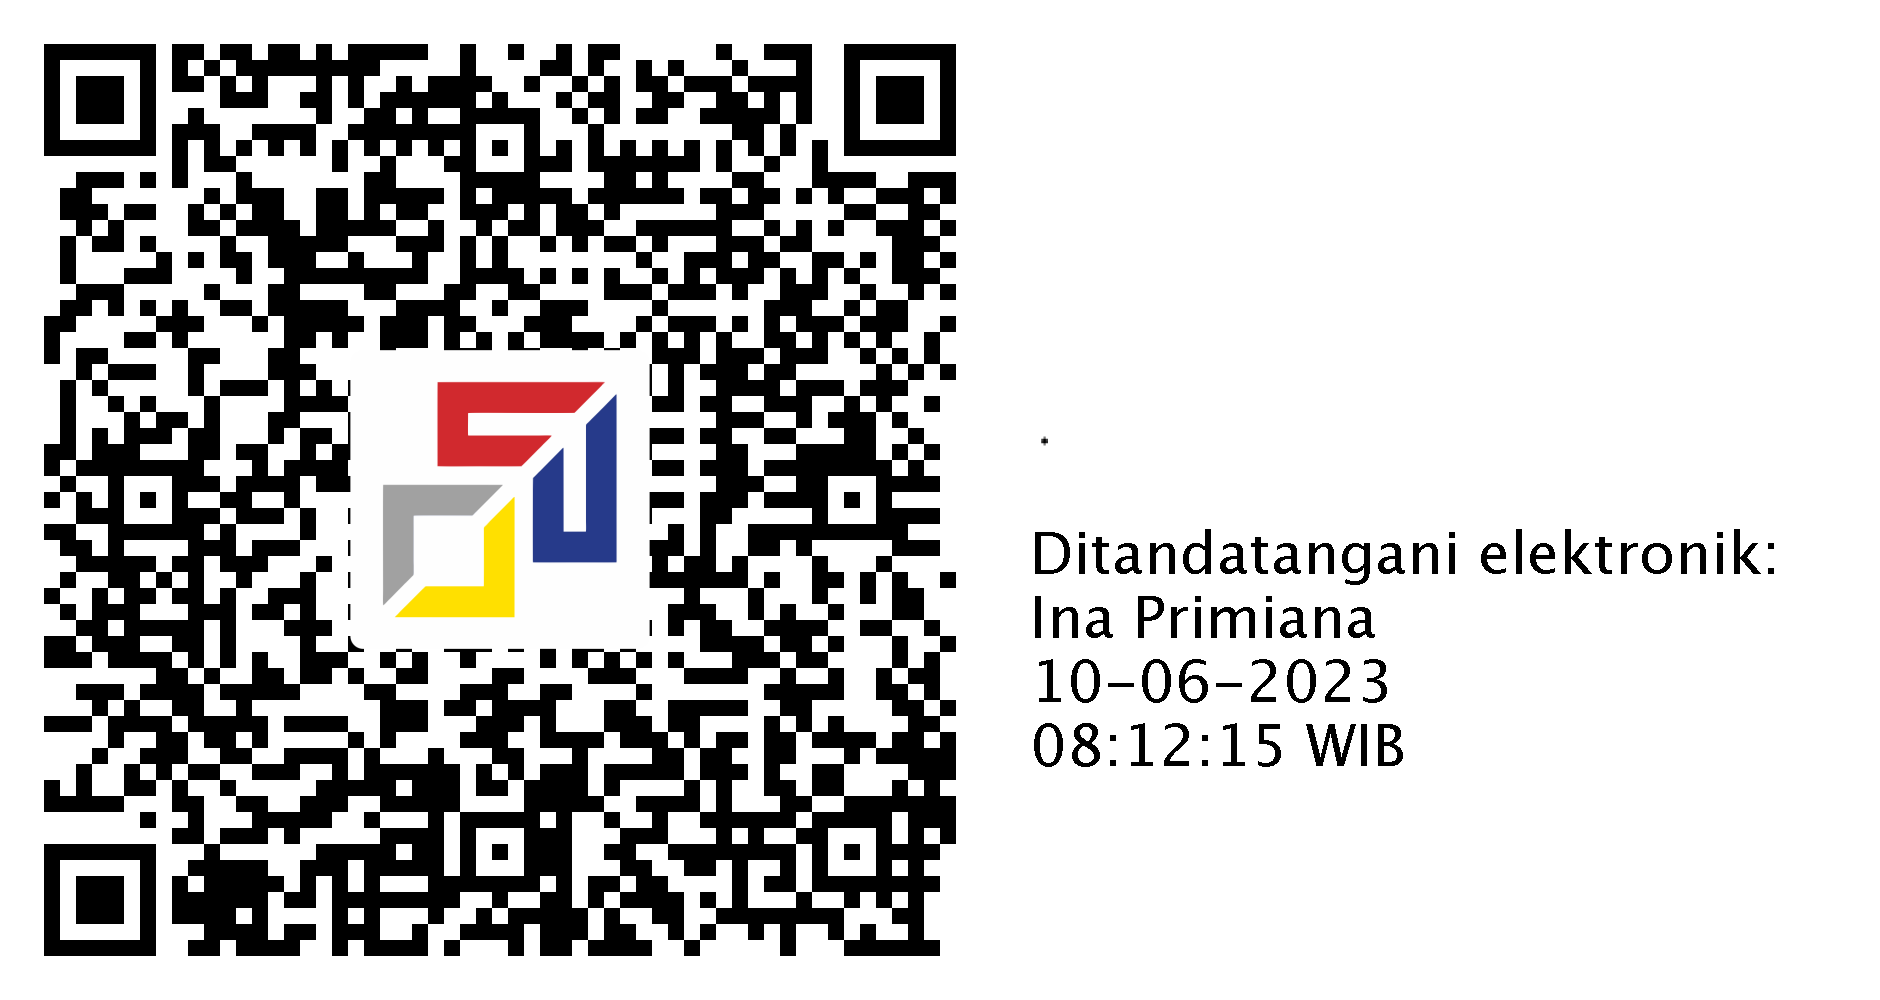 Ditandatangani elektronik:
Ina Primiana
10-06-2023
08:12:15 WIB